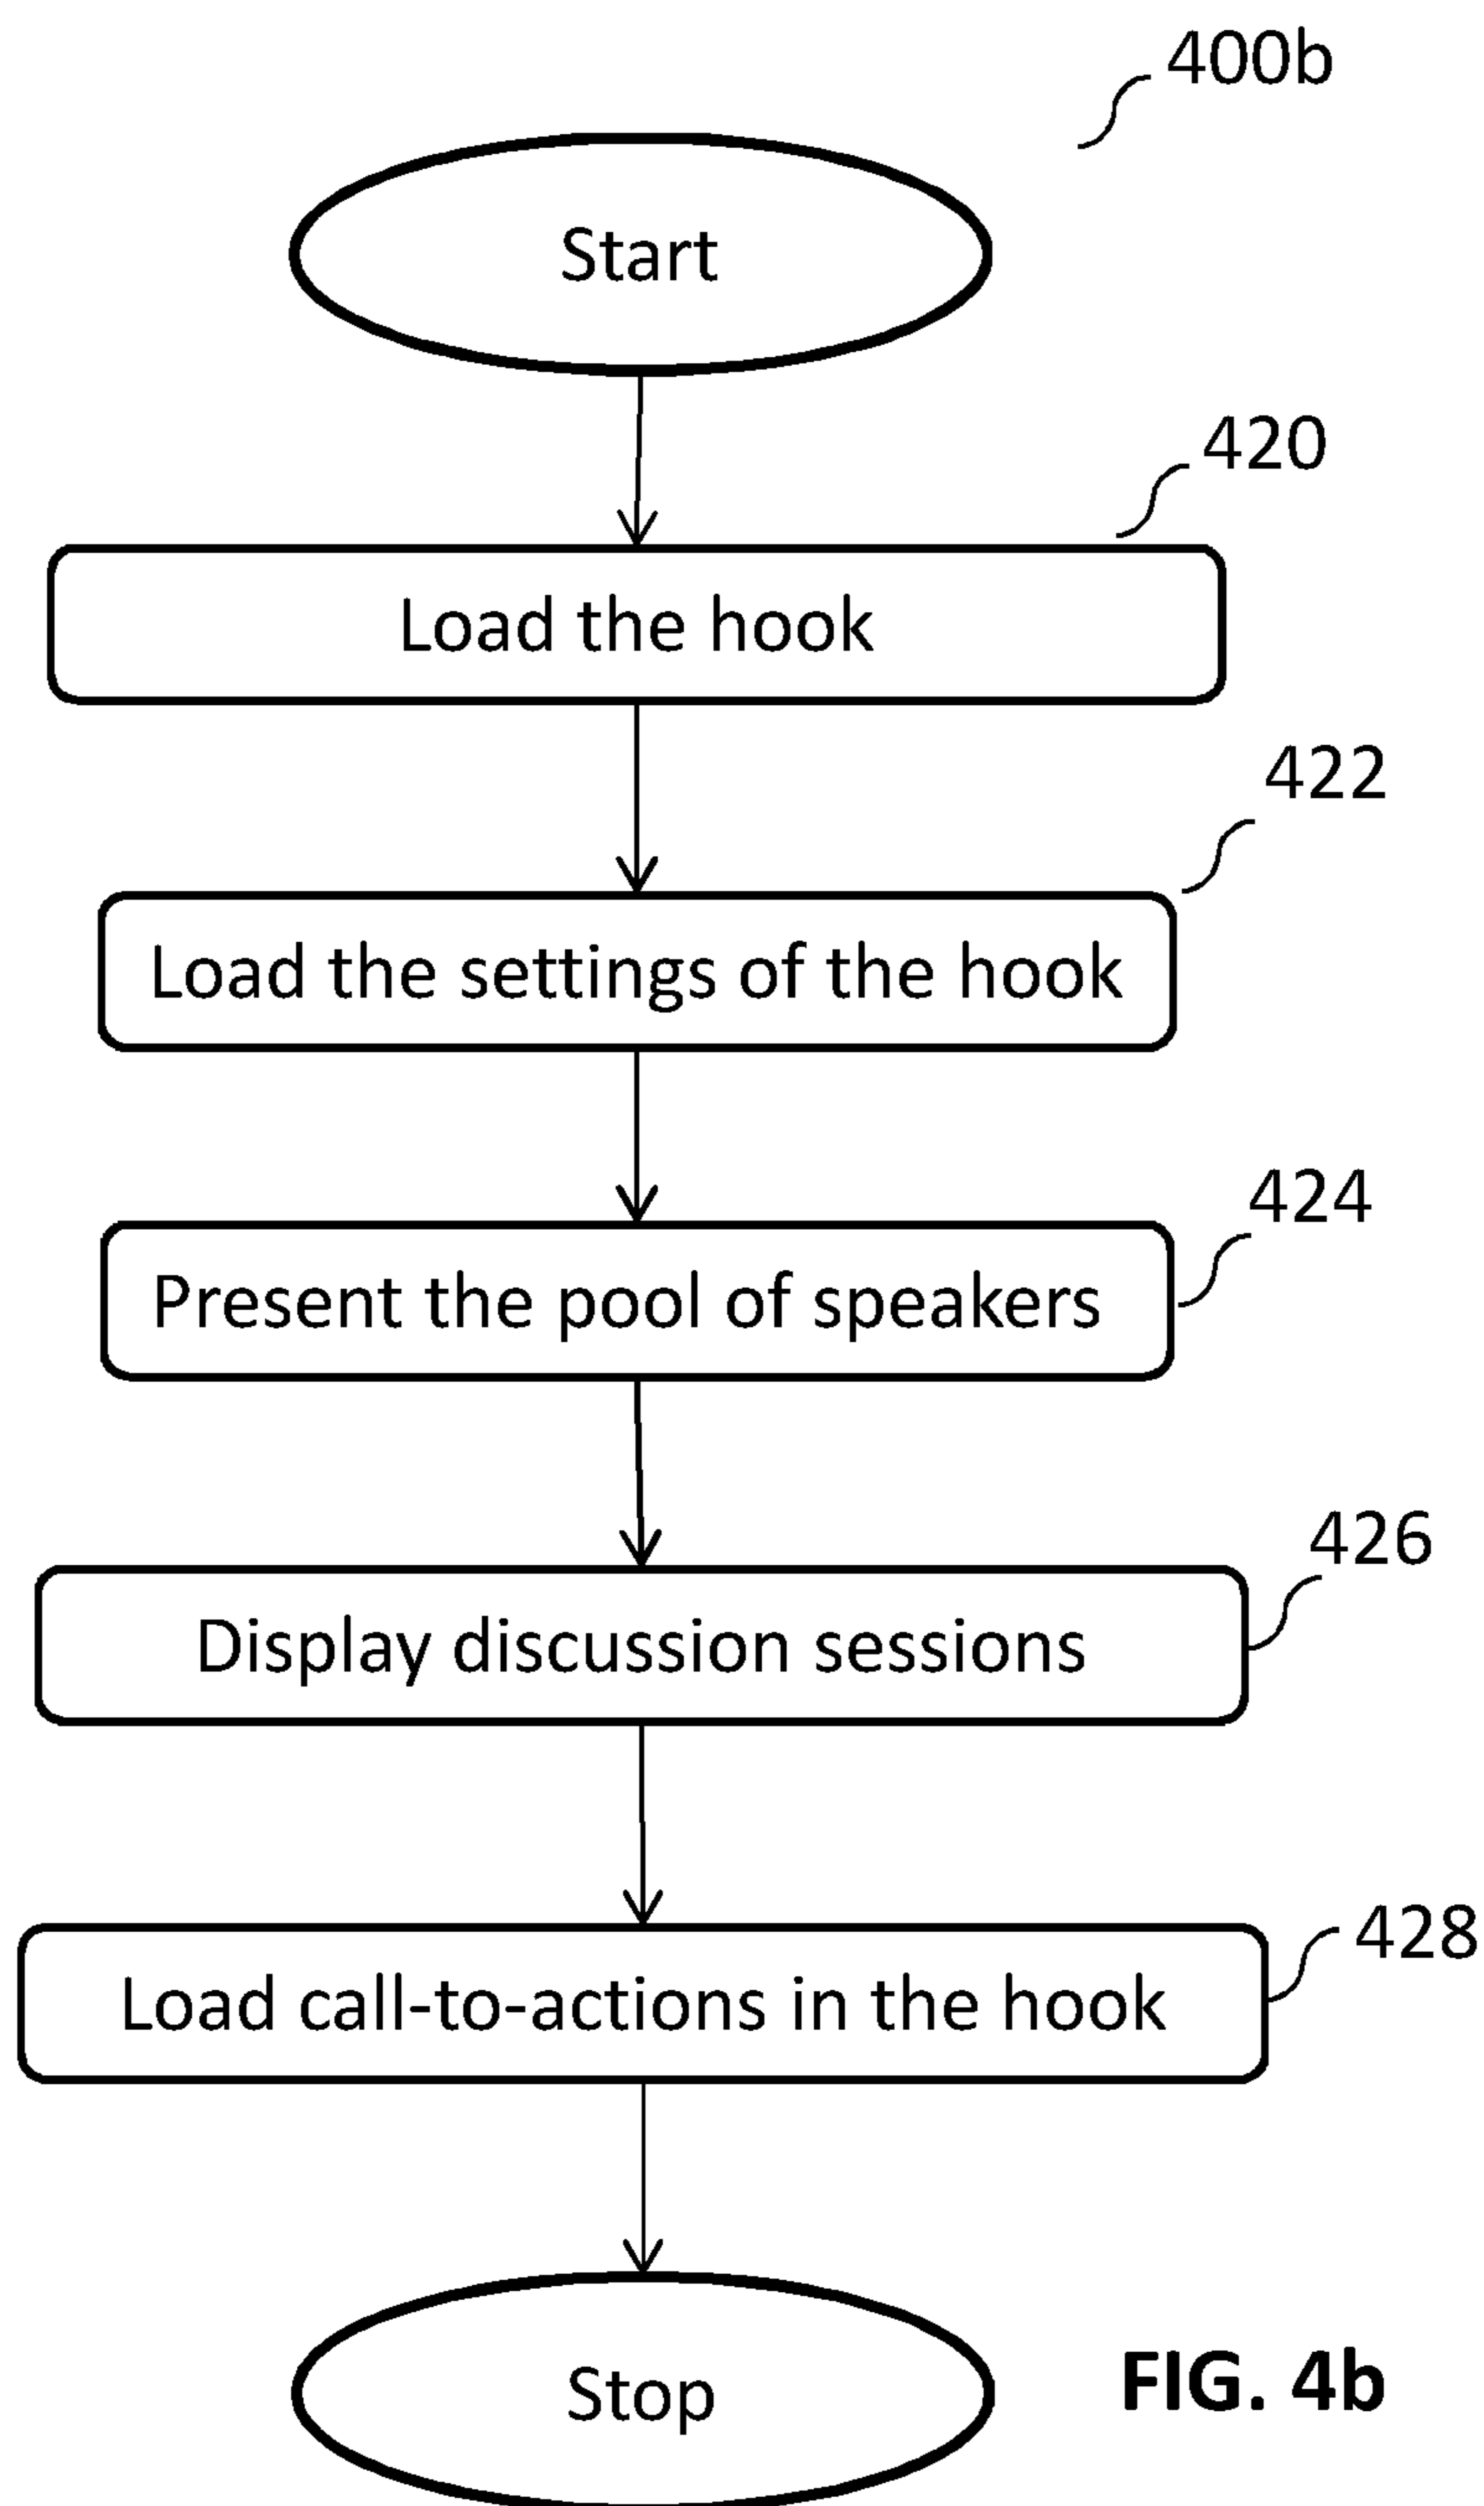 400b
Start
420
Load the hook
422
Load the settings of the hook
424
Present the pool of speakers
426
Display discussion sessions
428
Load call-to-actions in the hook
Stop
FIG. 4b